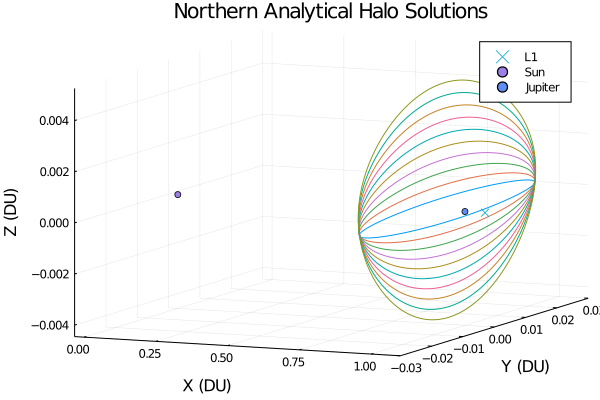 Northern Analytical Halo Solutions
L1
Sun
Jupiter
Z (DU)
0.004
0.002
0.000
−0.002
−0.004
0.00
0.25
0.50
0.75
1.00
X (DU)
−0.03
−0.02
−0.01
0.00
0.01
0.02
Y (DU)